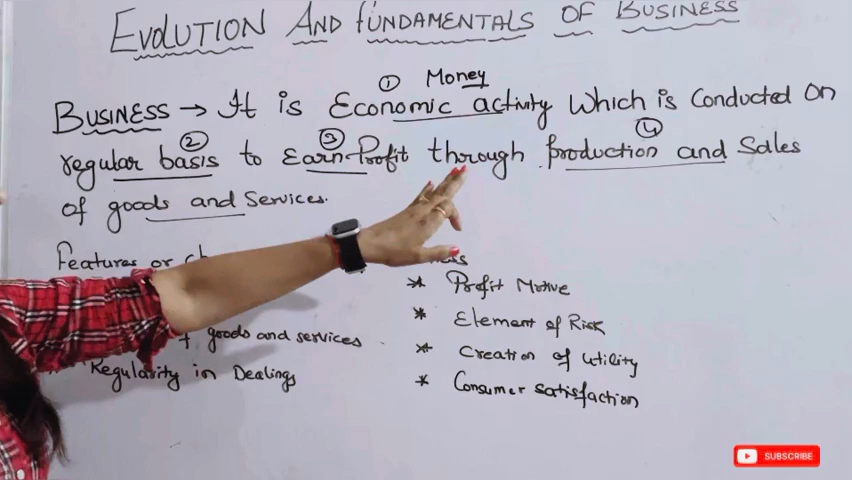 EVOLUTION AND FUNDAMENTALS OF BUSINESS
① Money
BUSINESS → It is Economic activity Which is Conducted On
② ③ ④
regular basis to Earn Profit through production and Sales
of goods and Services.
Features or
* Profit Motive
* Element of Risk
goods and services
* Creation of Utility
Regularity in Dealings
* Consumer satisfaction
SUBSCRIBE